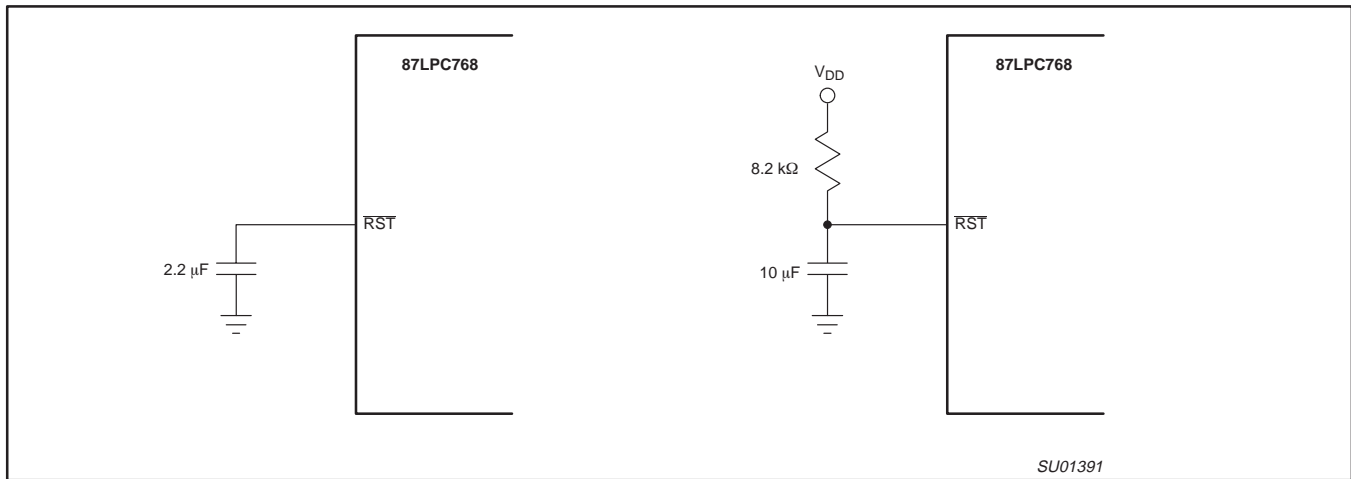 87LPC768
RST
2.2 µF
87LPC768
VDD
8.2 kΩ
RST
10 µF
SU01391